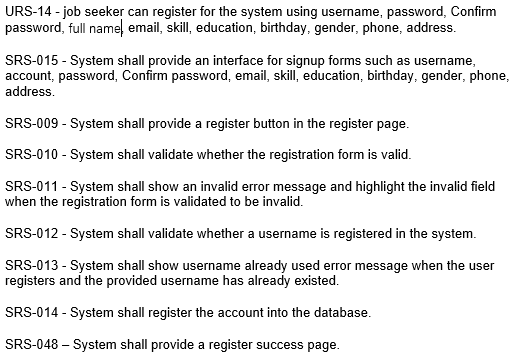 URS-14 - job seeker can register for the system using username, password, Confirm
password, full name, email, skill, education, birthday, gender, phone, address.
SRS-015 - System shall provide an interface for signup forms such as username,
account, password, Confirm password, email, skill, education, birthday, gender, phone,
address.
SRS-009 - System shall provide a register button in the register page.
SRS-010 - System shall validate whether the registration form is valid.
SRS-011 - System shall show an invalid error message and highlight the invalid field
when the registration form is validated to be invalid.
SRS-012 - System shall validate whether a username is registered in the system.
SRS-013 - System shall show username already used error message when the user
registers and the provided username has already existed.
SRS-014 - System shall register the account into the database.
SRS-048 – System shall provide a register success page.